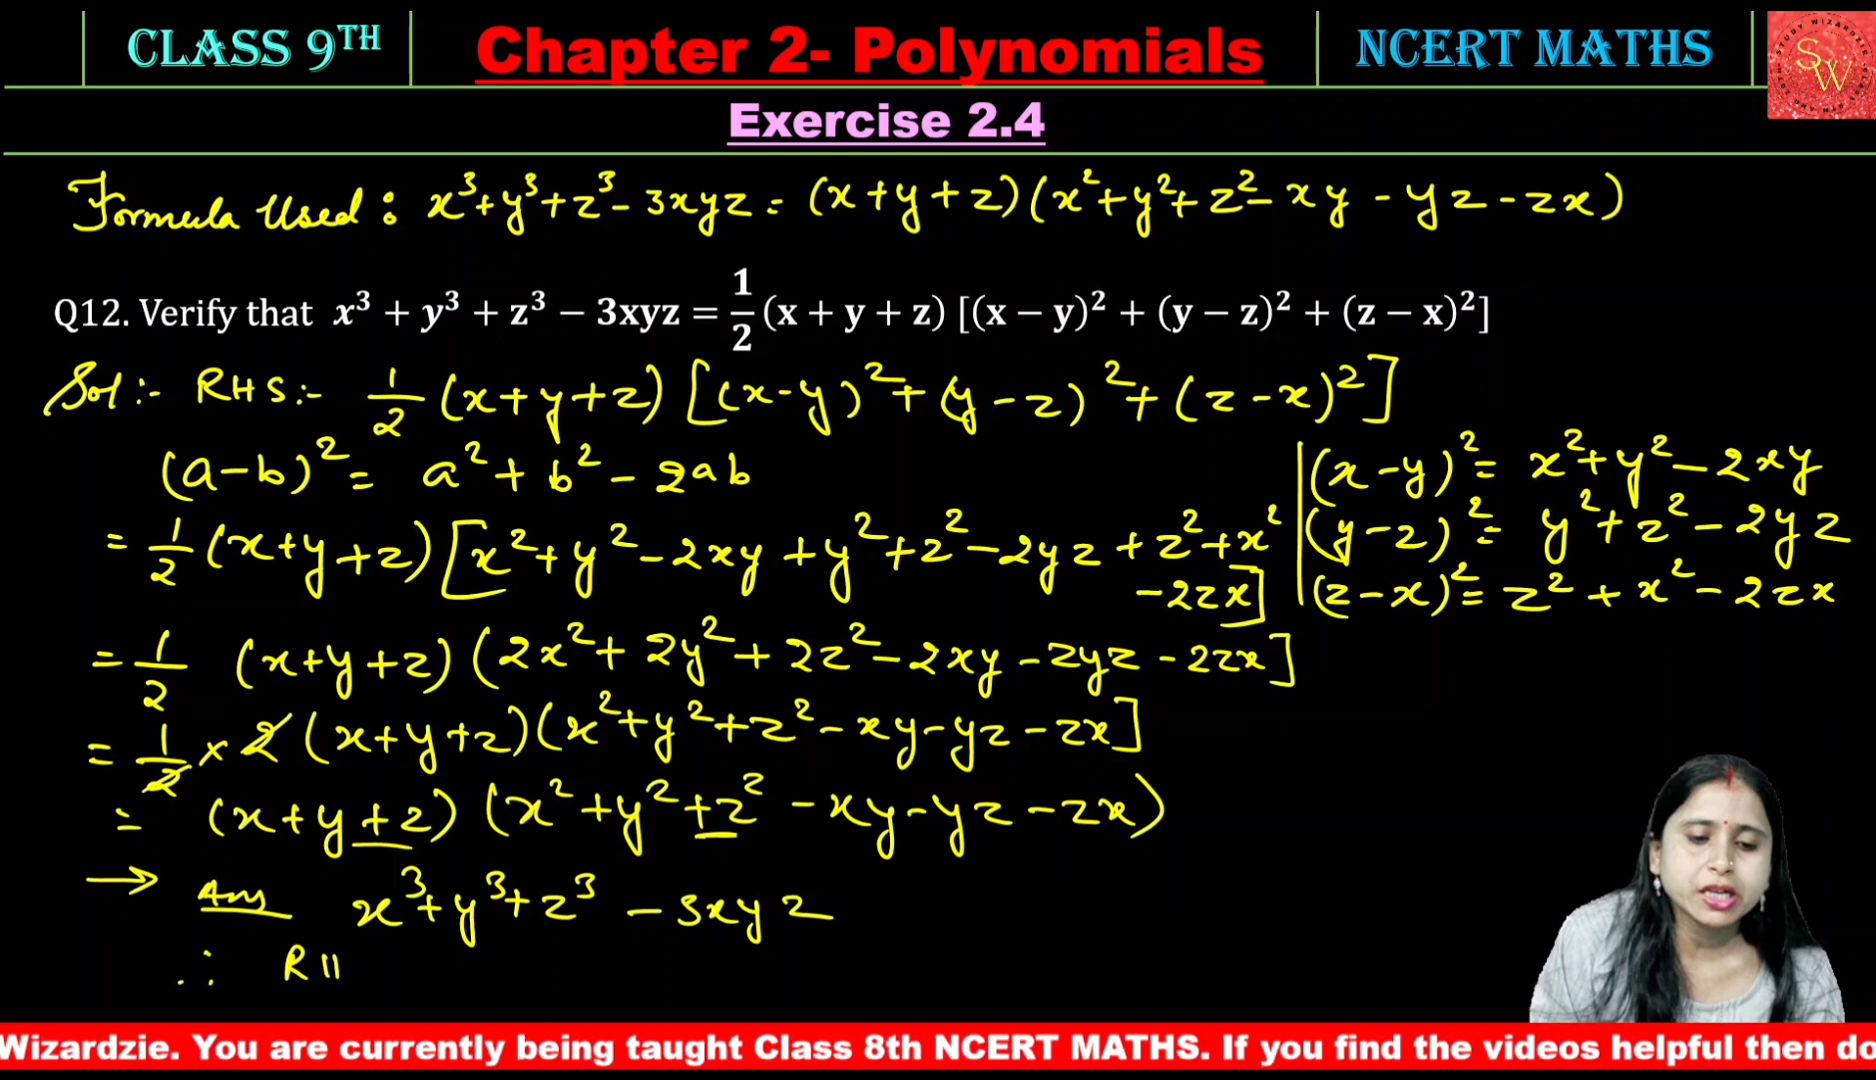 CLASS 9TH
Chapter 2- Polynomials
NCERT MATHS
SW
Exercise 2.4
Formula Used : x³ + y³ + z³ - 3xyz = (x + y + z) (x² + y² + z² - xy - yz - zx)
Q12. Verify that x³ + y³ + z³ − 3xyz = 1/2 (x + y + z) [(x − y)² + (y − z)² + (z − x)²]
Sol :- RHS :- 1/2 (x + y + z) [(x - y)² + (y - z)² + (z - x)²]
(a - b)² = a² + b² - 2ab
= 1/2 (x + y + z) [x² + y² - 2xy + y² + z² - 2yz + z² + x²
- 2zx]
(x - y)² = x² + y² - 2xy
(y - z)² = y² + z² - 2yz
(z - x)² = z² + x² - 2zx
= 1/2 (x + y + z) (2x² + 2y² + 2z² - 2xy - 2yz - 2zx]
= 1/2 × 2 (x + y + z) (x² + y² + z² - xy - yz - zx]
= (x + y + z) (x² + y² + z² - xy - yz - zx)
→ Ans x³ + y³ + z³ - 3xyz
∴ R
Wizardzie. You are currently being taught Class 8th NCERT MATHS. If you find the videos helpful then do